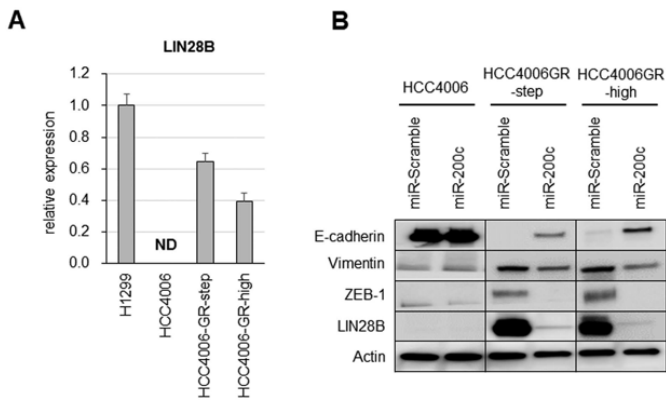 A
LIN28B
relative expression
1.2
1.0
0.8
0.6
0.4
0.2
0.0
ND
H1299
HCC4006
HCC4006-GR-step
HCC4006-GR-high
B
HCC4006
HCC4006GR
-step
HCC4006GR
-high
miR-Scramble
miR-200c
miR-Scramble
miR-200c
miR-Scramble
miR-200c
E-cadherin
Vimentin
ZEB-1
LIN28B
Actin